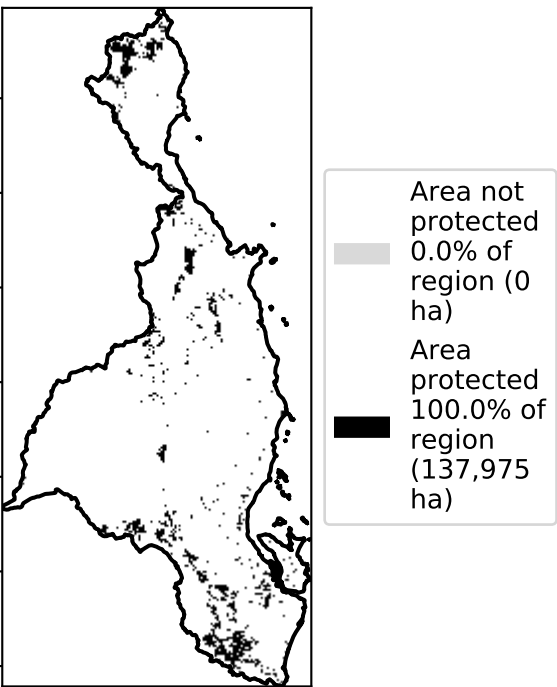 Area not
protected
0.0% of
region (0
ha)
Area
protected
100.0% of
region
(137,975
ha)